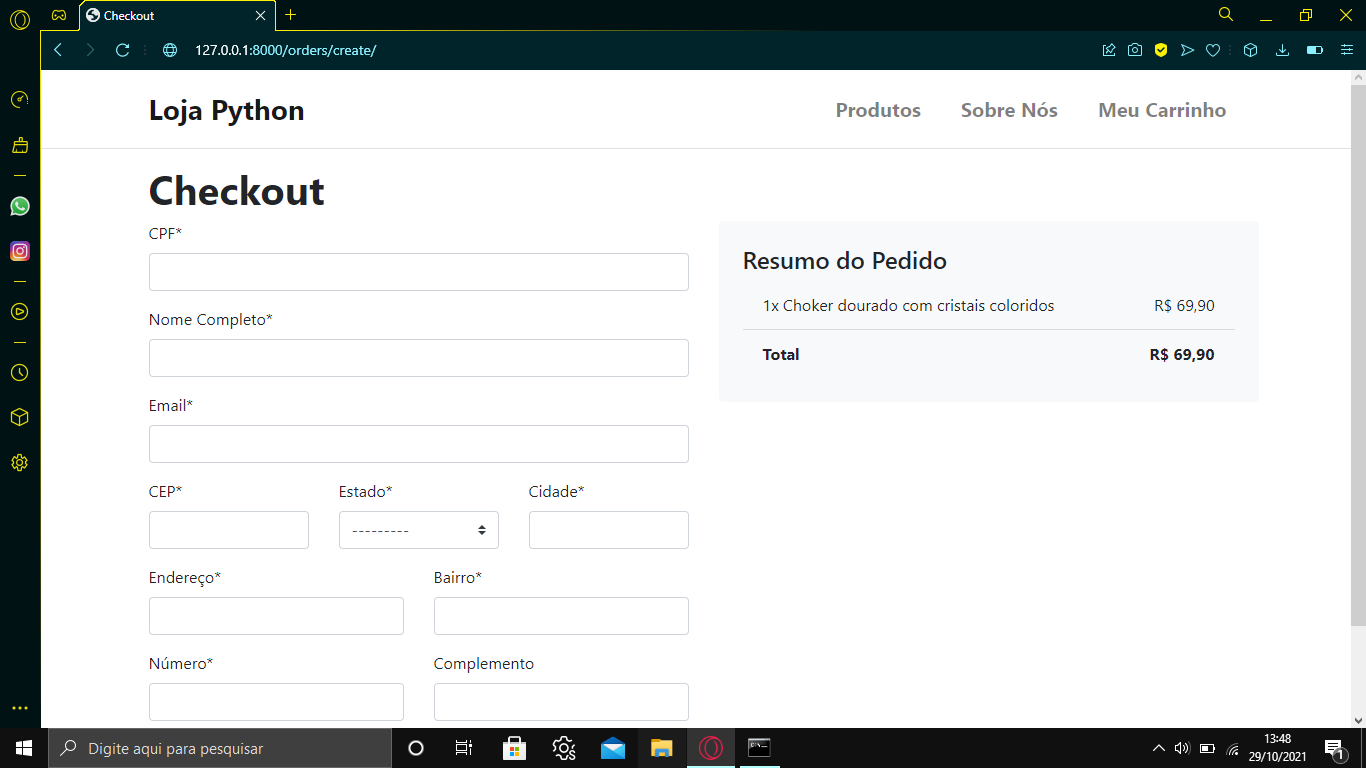 Checkout
127.0.0.1:8000/orders/create/
Loja Python
Produtos
Sobre Nós
Meu Carrinho
Checkout
CPF*
Nome Completo*
Email*
CEP*
Estado*
Cidade*
---------
Endereço*
Bairro*
Número*
Complemento
Resumo do Pedido
1x Choker dourado com cristais coloridos R$ 69,90
Total R$ 69,90
Digite aqui para pesquisar
13:48
29/10/2021
1